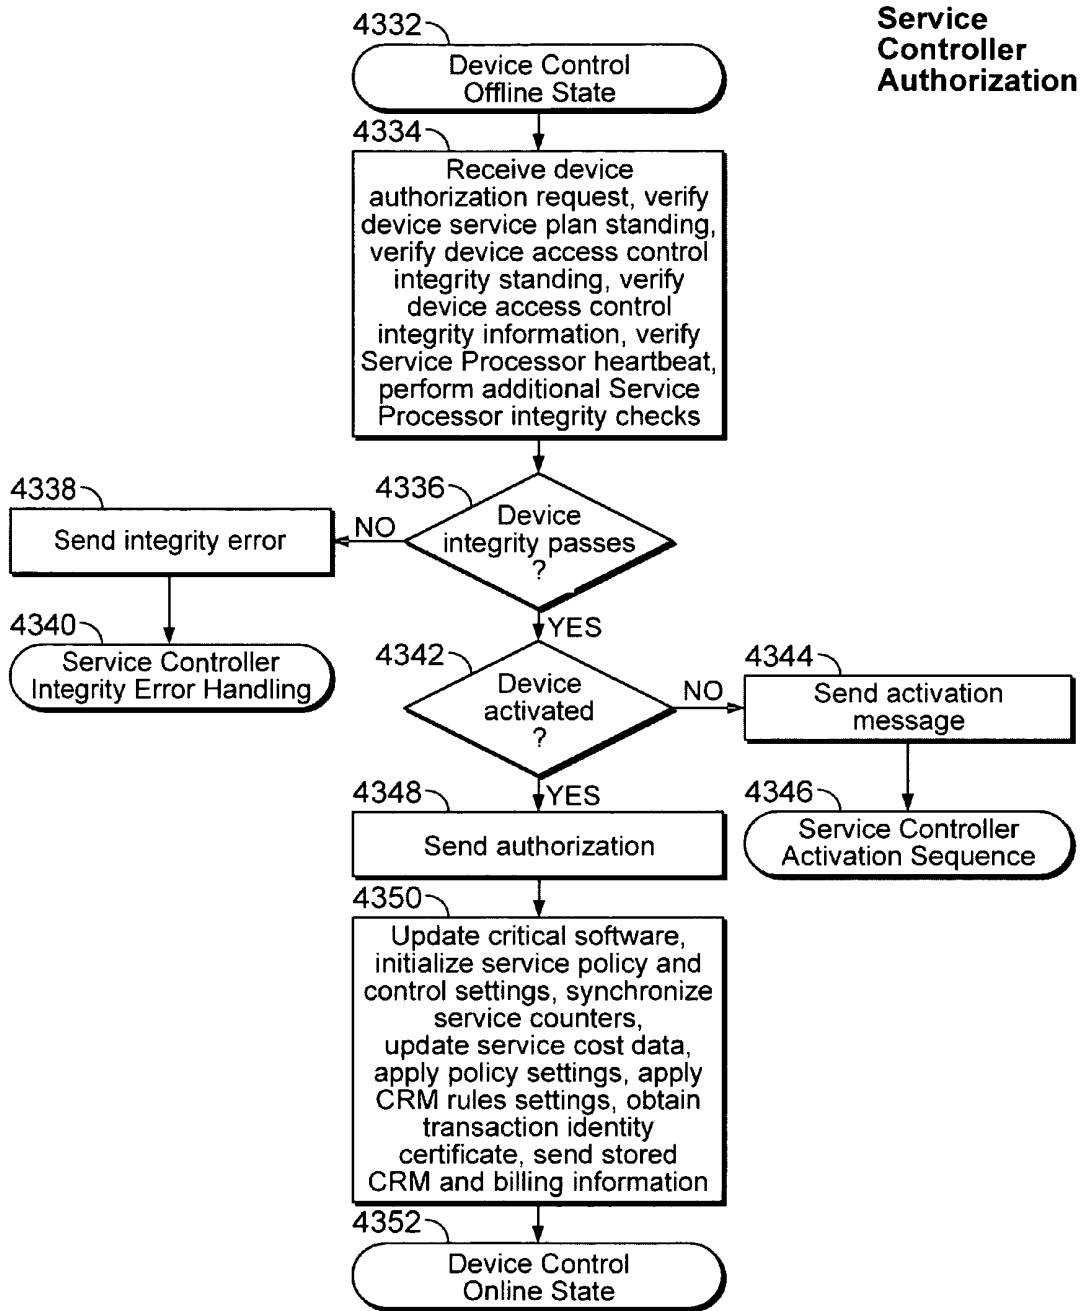 Service
Controller
Authorization
4332
Device Control
Offline State
4334
Receive device
authorization request, verify
device service plan standing,
verify device access control
integrity standing, verify
device access control
integrity information, verify
Service Processor heartbeat,
perform additional Service
Processor integrity checks
4336
Device
integrity passes
?
NO
4338
Send integrity error
4340
Service Controller
Integrity Error Handling
YES
4342
Device
activated
?
NO
4344
Send activation
message
4346
Service Controller
Activation Sequence
YES
4348
Send authorization
4350
Update critical software,
initialize service policy and
control settings, synchronize
service counters,
update service cost data,
apply policy settings, apply
CRM rules settings, obtain
transaction identity
certificate, send stored
CRM and billing information
4352
Device Control
Online State